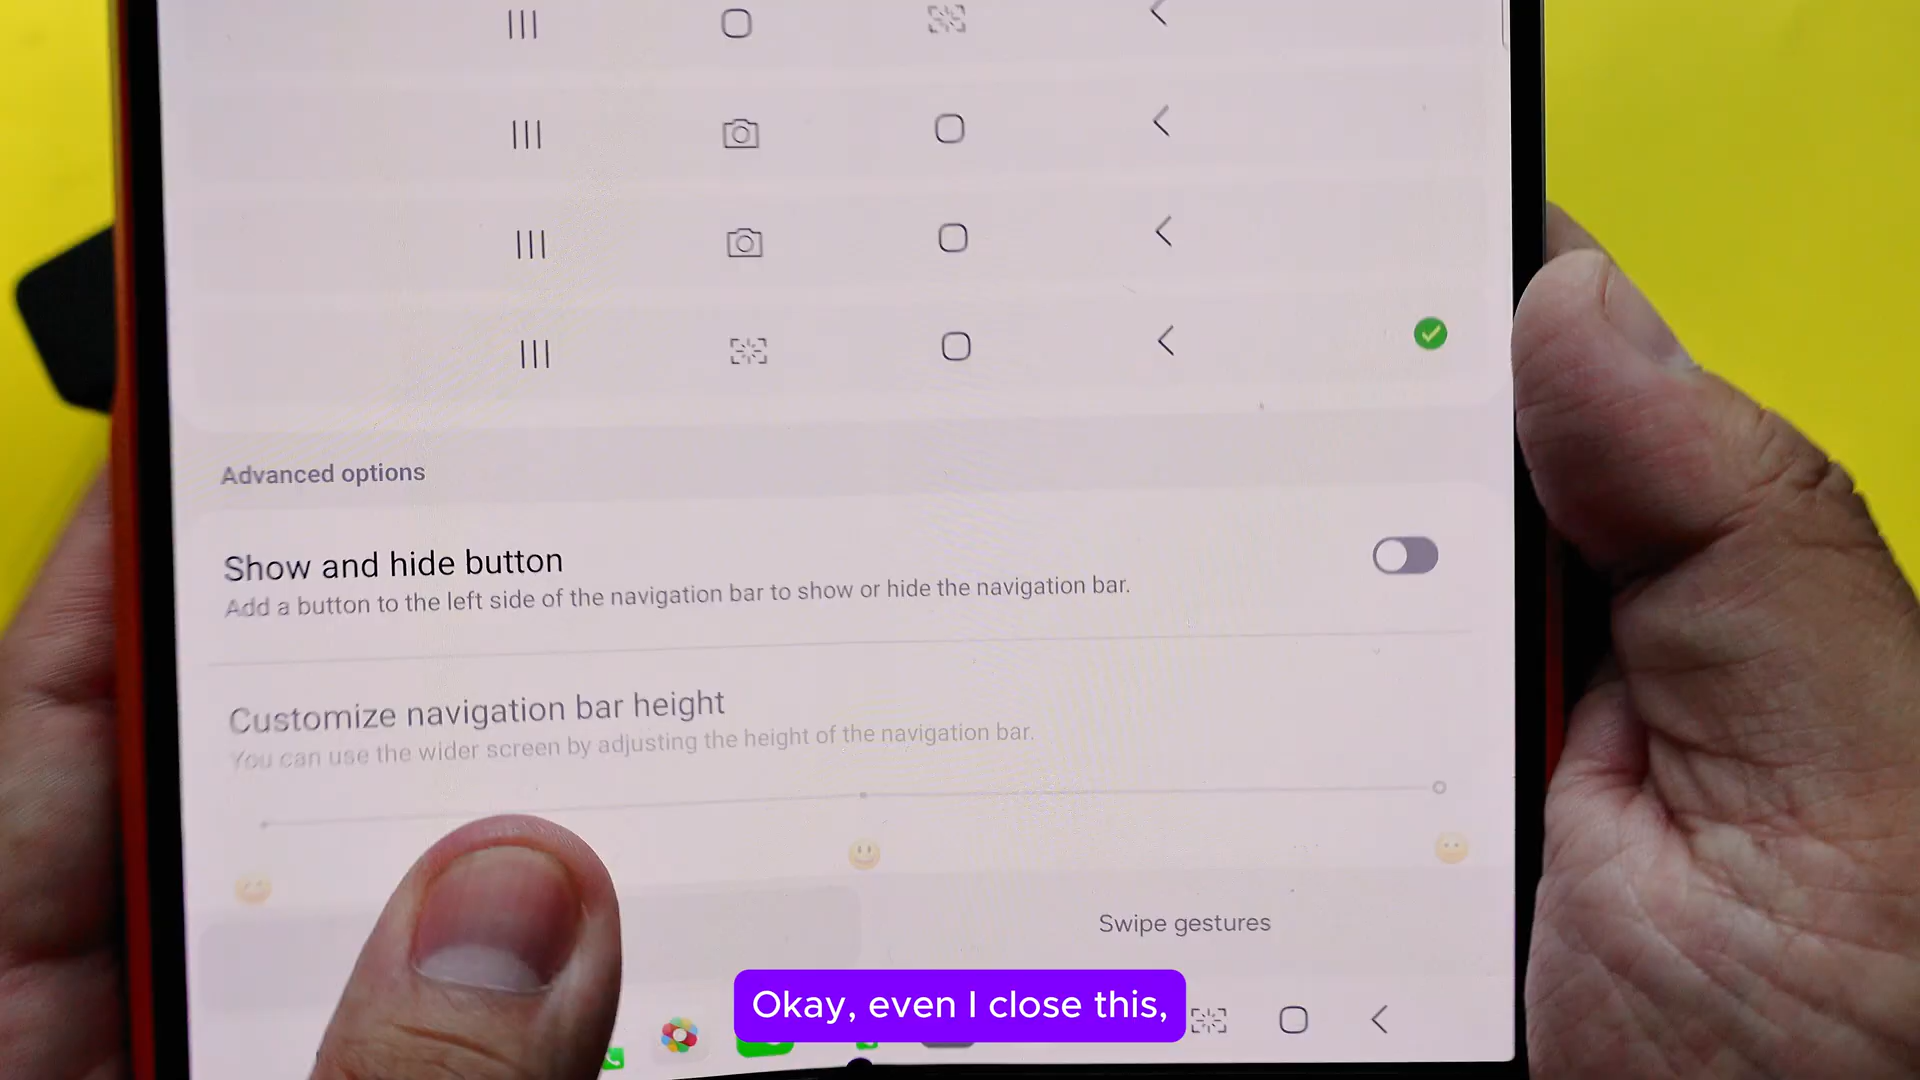 Advanced options
Show and hide button
Add a button to the left side of the navigation bar to show or hide the navigation bar.
Customize navigation bar height
You can use the wider screen by adjusting the height of the navigation bar.
Swipe gestures
Okay, even I close this,